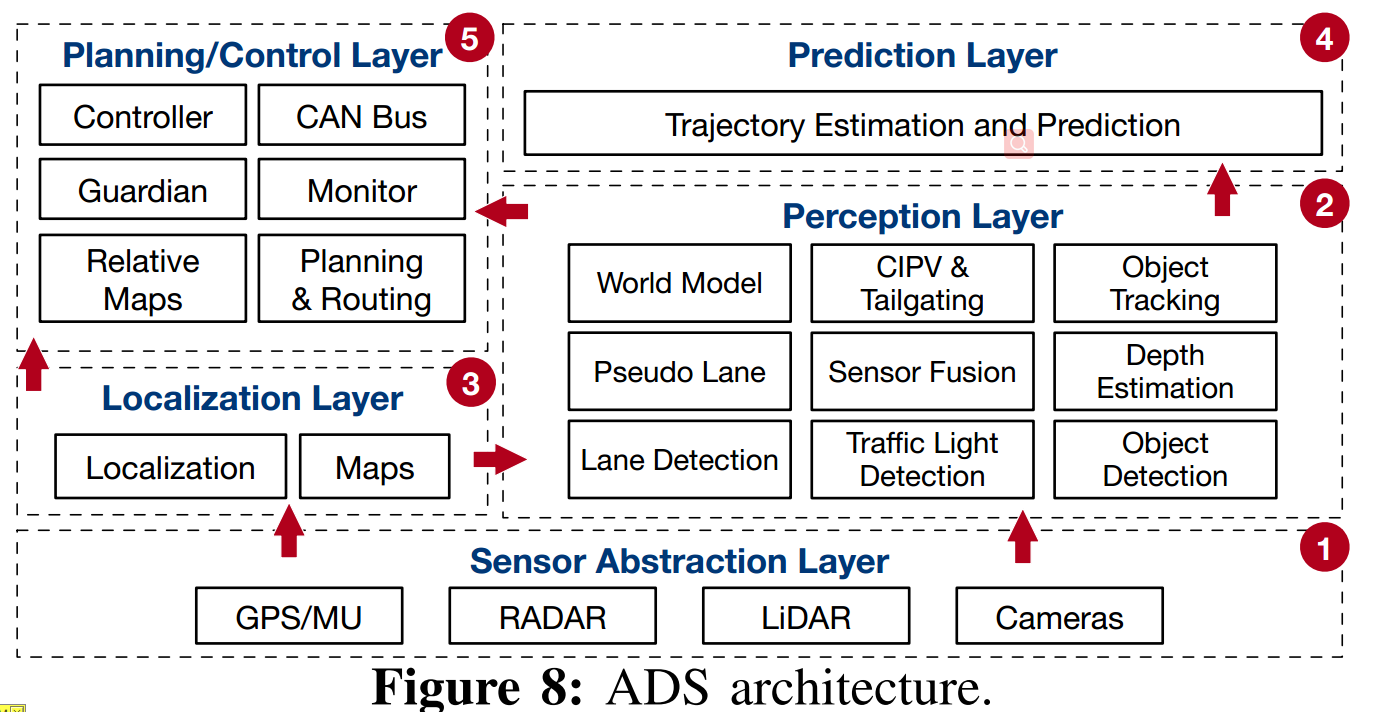 Planning/Control Layer
5
Controller
CAN Bus
Guardian
Monitor
Relative
Maps
Planning
& Routing
Prediction Layer
4
Trajectory Estimation and Prediction
Perception Layer
2
World Model
CIPV &
Tailgating
Object
Tracking
Pseudo Lane
Sensor Fusion
Depth
Estimation
Lane Detection
Traffic Light
Detection
Object
Detection
Localization Layer
3
Localization
Maps
Sensor Abstraction Layer
1
GPS/MU
RADAR
LiDAR
Cameras
Figure 8: ADS architecture.